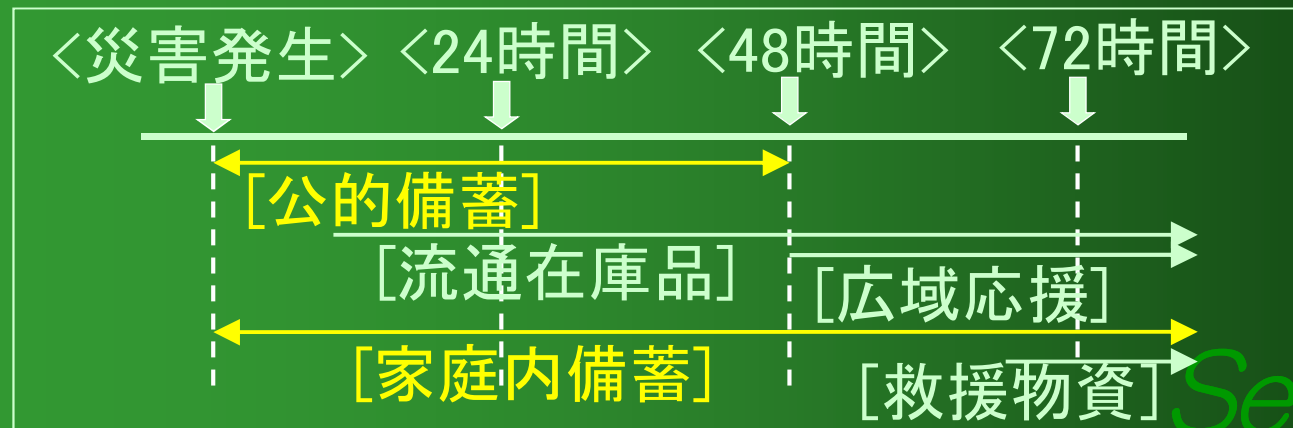 <災害発生> <24時間> <48時間> <72時間>
[公的備蓄]
[流通在庫品]
[広域応援]
[家庭内備蓄]
[救援物資]
Se